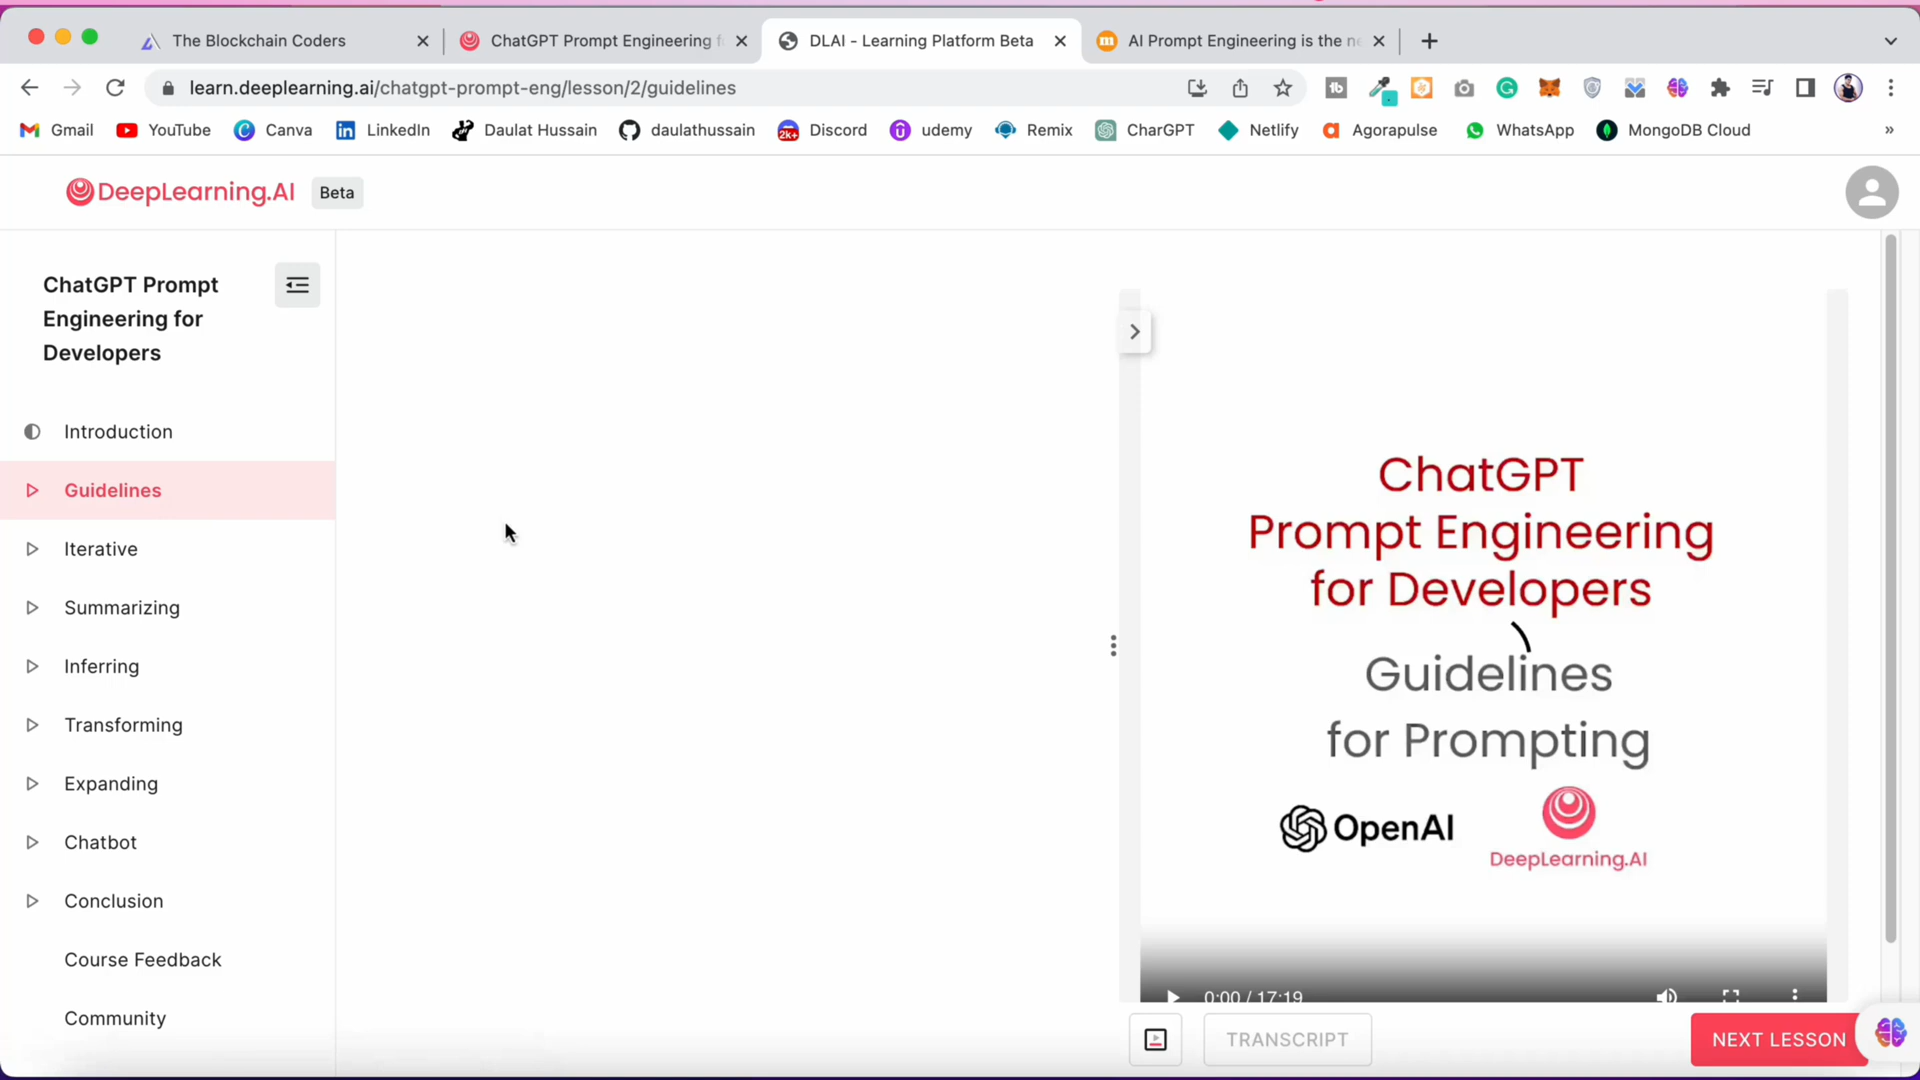 The Blockchain Coders
ChatGPT Prompt Engineering f
DLAI - Learning Platform Beta
AI Prompt Engineering is the ne
learn.deeplearning.ai/chatgpt-prompt-eng/lesson/2/guidelines
Gmail
YouTube
Canva
LinkedIn
Daulat Hussain
daulathussain
2k+
Discord
udemy
Remix
CharGPT
Netlify
Agorapulse
WhatsApp
MongoDB Cloud
DeepLearning.AI
Beta
ChatGPT Prompt
Engineering for
Developers
Introduction
Guidelines
Iterative
Summarizing
Inferring
Transforming
Expanding
Chatbot
Conclusion
Course Feedback
Community
ChatGPT
Prompt Engineering
for Developers
Guidelines
for Prompting
OpenAI
DeepLearning.AI
0:00 / 17:19
TRANSCRIPT
NEXT LESSON